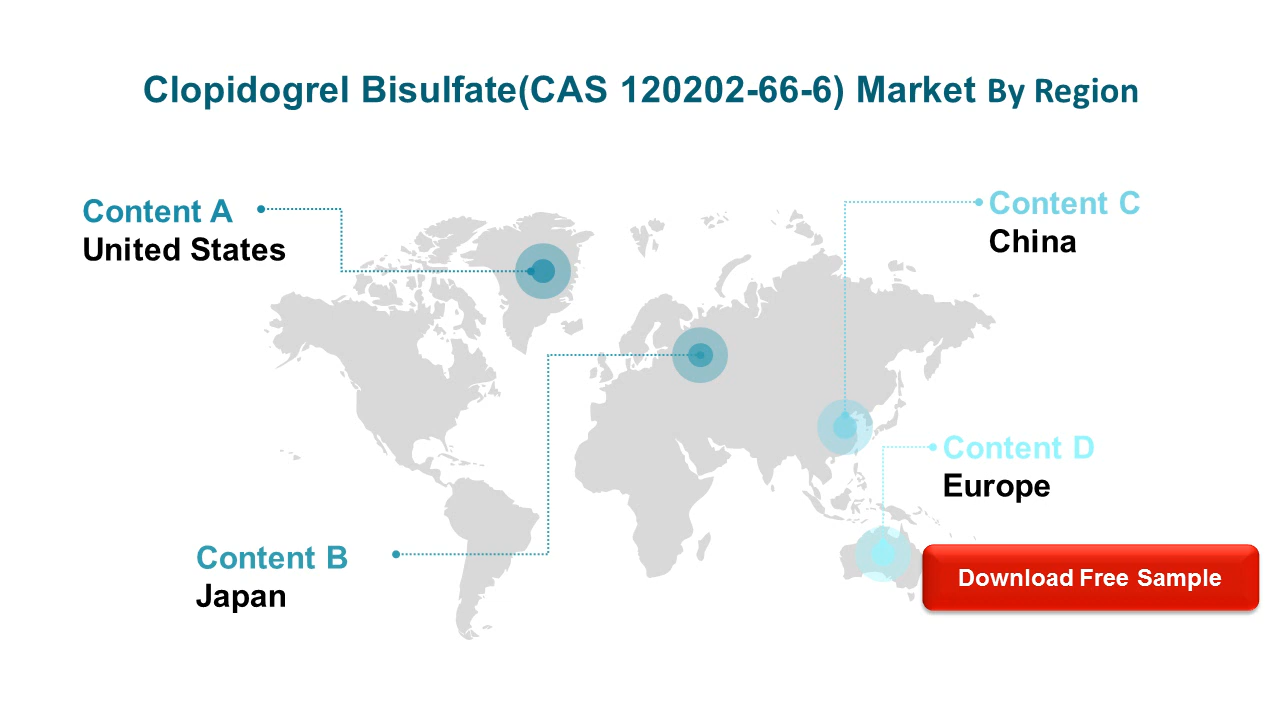 Clopidogrel Bisulfate(CAS 120202-66-6) Market By Region
Content A
United States
Content C
China
Content D
Europe
Content B
Japan
Download Free Sample